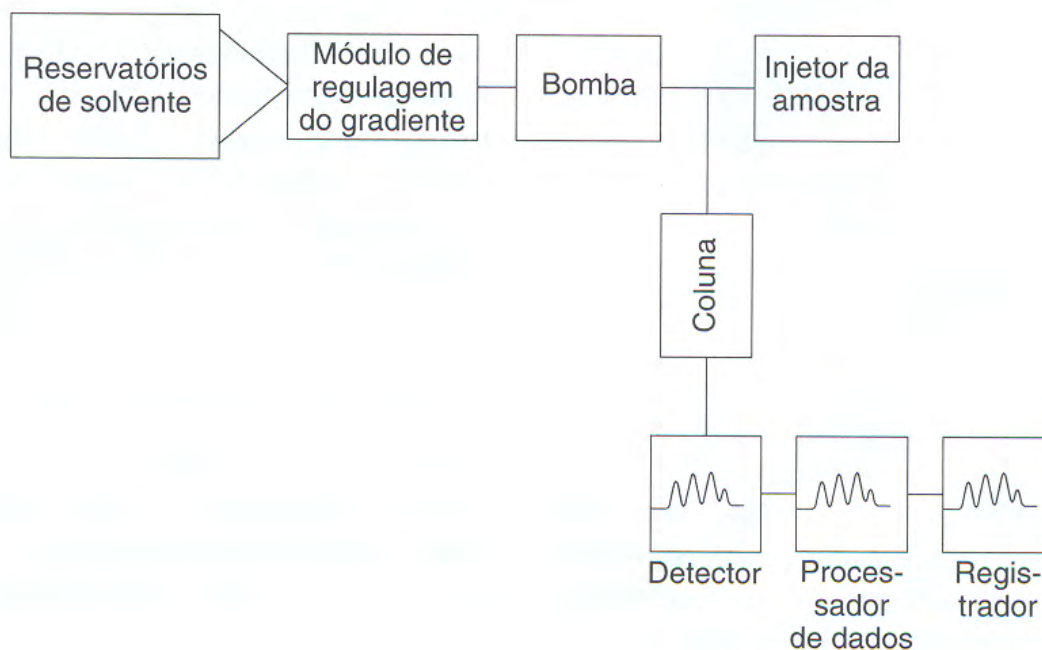 Reservatórios
de solvente
Módulo de
regulagem
do gradiente
Bomba
Injetor da
amostra
Coluna
Detector
Proces-
sador
de dados
Regis-
trador